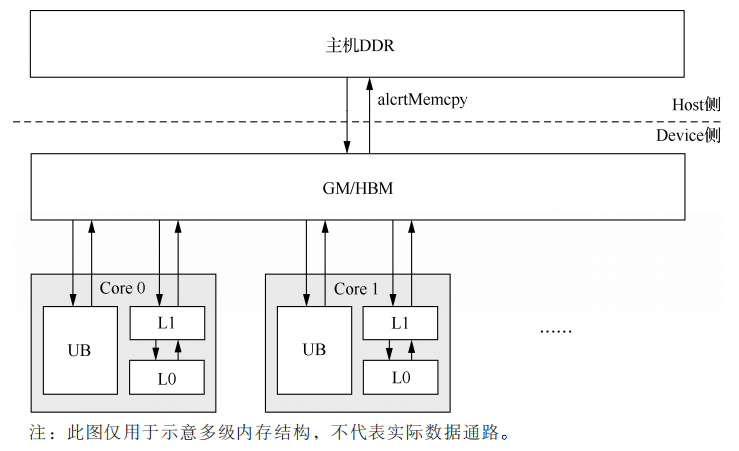 主机DDR
alcrtMemcpy
Host侧
Device侧
GM/HBM
Core 0
Core 1
L1
L1
UB
UB
L0
L0
······
注：此图仅用于示意多级内存结构，不代表实际数据通路。